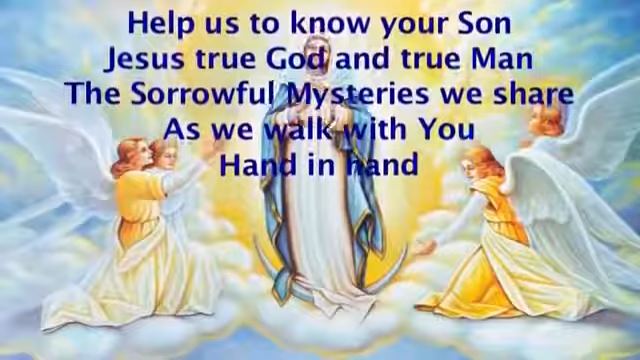 Help us to know your Son
Jesus true God and true Man
The Sorrowful Mysteries we share
As we walk with You
Hand in hand